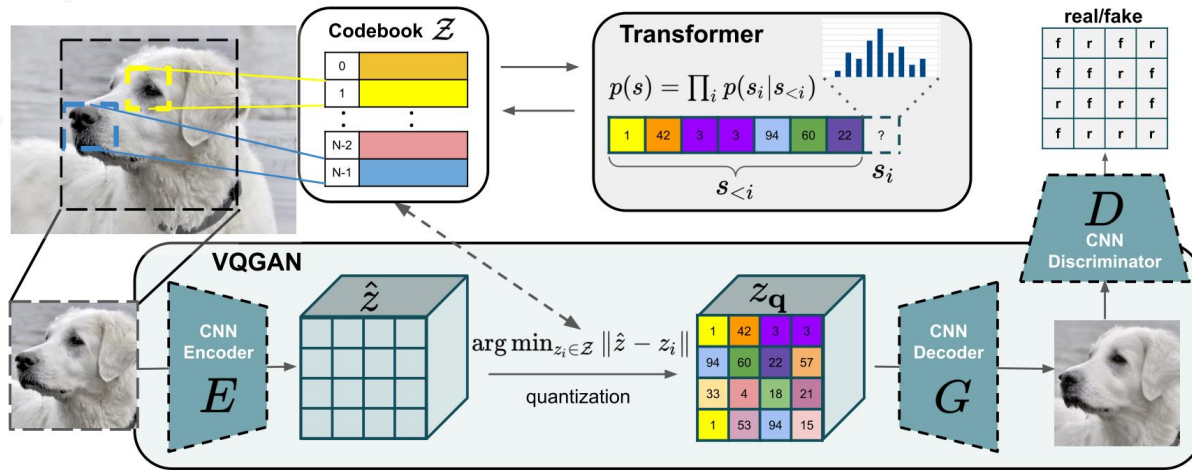 Codebook 𝒵
0
1
⋮ ⋮
N-2
N-1
Transformer
p(s) = ∏ᵢ p(sᵢ|s<ᵢ)
1 42 3 3 94 60 22 ?
s<ᵢ sᵢ
real/fake
f r f r
f f r f
r f r f
f r r r
D
CNN
Discriminator
VQGAN
CNN
Encoder
E
ẑ
arg min_{zᵢ∈𝒵} ‖ẑ − zᵢ‖
quantization
z_𝐪
1 42 3 3
94 60 22 57
33 4 18 21
1 53 94 15
CNN
Decoder
G